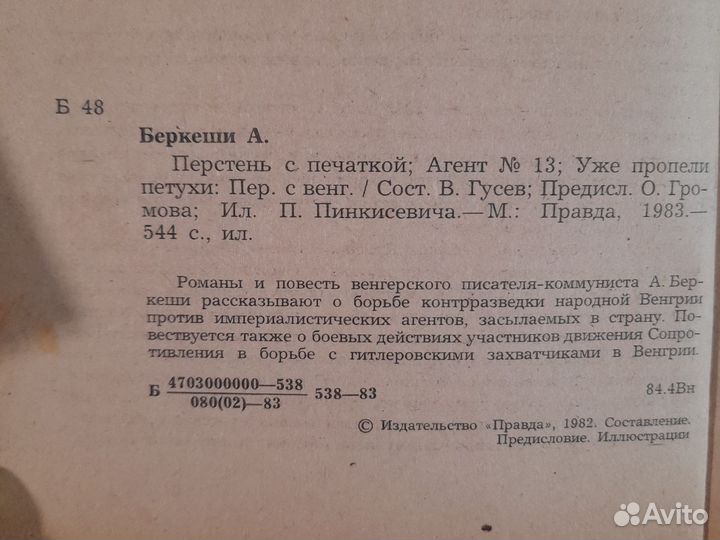 Б 48
Беркеши А.
Перстень с печаткой; Агент № 13; Уже пропели
петухи: Пер. с венг. / Сост. В. Гусев; Предисл. О. Гро-
мова; Ил. П. Пинкисевича.— М.: Правда, 1983.—
544 с., ил.
Романы и повесть венгерского писателя-коммуниста А. Бер-
кеши рассказывают о борьбе контрразведки народной Венгрии
против империалистических агентов, засылаемых в страну. По-
вествуется также о боевых действиях участников движения Сопро-
тивления в борьбе с гитлеровскими захватчиками в Венгрии.
Б 4703000000—538
080(02)—83
538—83
84.4Вн
© Издательство «Правда», 1982. Составление.
Предисловие. Иллюстрации
Avito